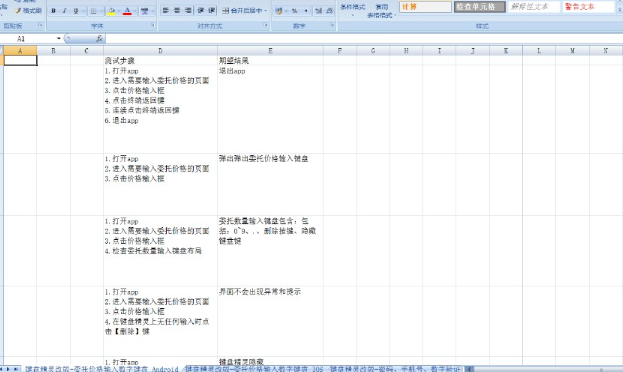 格式刷
合并后居中
条件格式
套用
表格格式
计算
检查单元格
解释性文本
警告文本
剪贴板
字体
对齐方式
数字
样式
A1
fx
A B C D E F G H I J K L M N
测试步骤 期望结果
1.打开app 退出app
2.进入需要输入委托价格的页面
3.点击价格输入框
4.点击终端返回键
5.连续点击终端返回键
6.退出app
1.打开app 弹出弹出委托价格输入键盘
2.进入需要输入委托价格的页面
3.点击价格输入框
1.打开app 委托数量输入键盘包含:包
2.进入需要输入委托价格的页面 括:0~9、.、删除按键、隐藏
3.点击价格输入框 键盘键
4.检查委托数量输入键盘布局
1.打开app 界面不会出现异常和提示
2.进入需要输入委托价格的页面
3.点击价格输入框
4.在键盘精灵上无任何输入时点
击【删除】键
1.打开app 键盘精灵隐藏
键盘精灵改版-委托价格输入数字键盘 Android 键盘精灵改版-委托价格输入数字键盘 IOS 键盘精灵改版-密码、手机号、数字验证